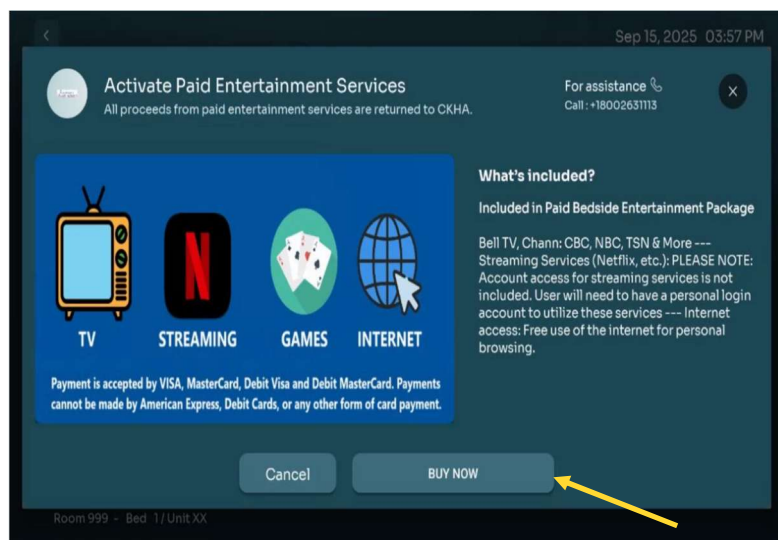 Sep 15, 2025 03:57 PM
Activate Paid Entertainment Services
All proceeds from paid entertainment services are returned to CKHA.
For assistance
Call : +18002631113
What's included?
Included in Paid Bedside Entertainment Package
Bell TV, Chann: CBC, NBC, TSN & More ---
Streaming Services (Netflix, etc.): PLEASE NOTE:
Account access for streaming services is not
included. User will need to have a personal login
account to utilize these services --- Internet
access: Free use of the internet for personal
browsing.
N
TV
STREAMING
GAMES
INTERNET
Payment is accepted by VISA, MasterCard, Debit Visa and Debit MasterCard. Payments
cannot be made by American Express, Debit Cards, or any other form of card payment.
Cancel
BUY NOW
Room 999 - Bed 1 / Unit XX